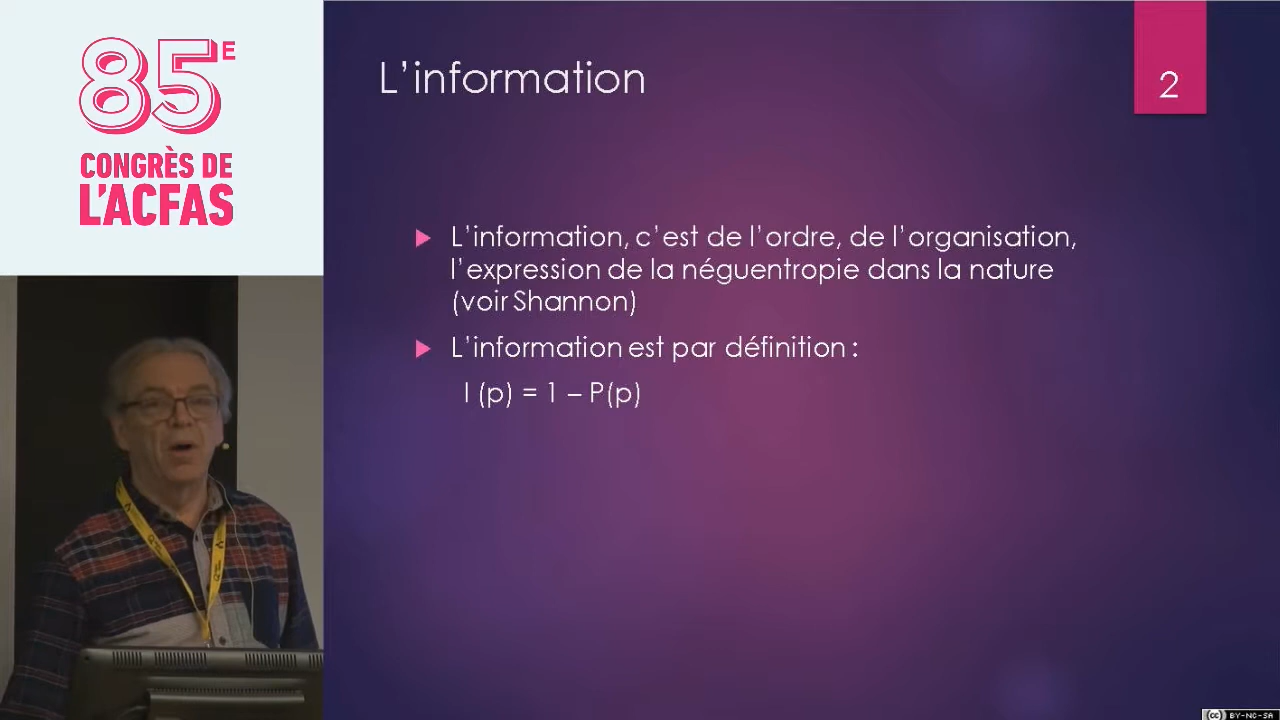 85E
CONGRÈS DE
L'ACFAS
L'information
2
L'information, c'est de l'ordre, de l'organisation,
l'expression de la néguentropie dans la nature
(voir Shannon)
L'information est par définition :
I (p) = 1 – P(p)
cc BY-NC-SA